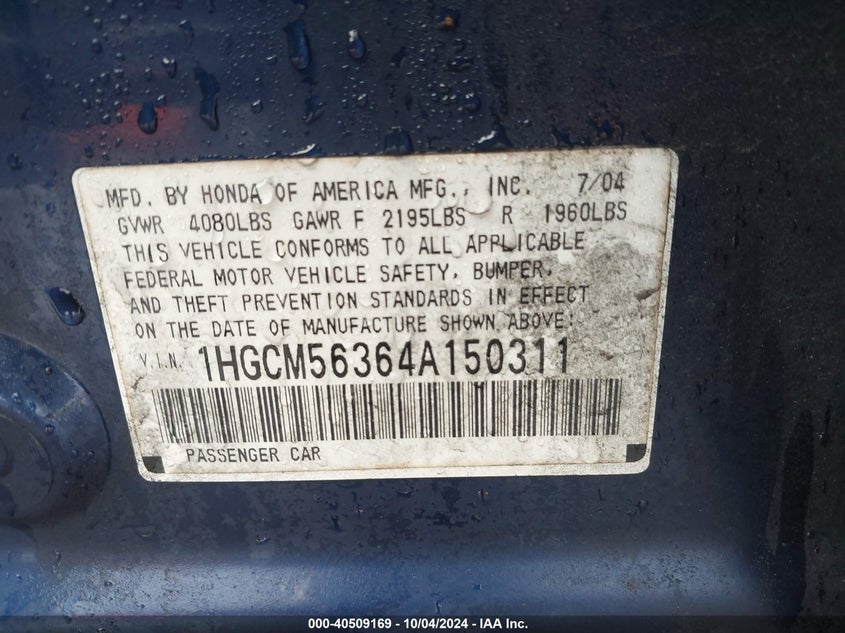 MFD. BY HONDA OF AMERICA MFG., INC. 7/04
GVWR 4080LBS GAWR F 2195LBS R 1960LBS
THIS VEHICLE CONFORMS TO ALL APPLICABLE
FEDERAL MOTOR VEHICLE SAFETY, BUMPER,
AND THEFT PREVENTION STANDARDS IN EFFECT
ON THE DATE OF MANUFACTURE SHOWN ABOVE:
V.I.N. 1HGCM56364A150311
PASSENGER CAR
000-40509169 - 10/04/2024 - IAA Inc.